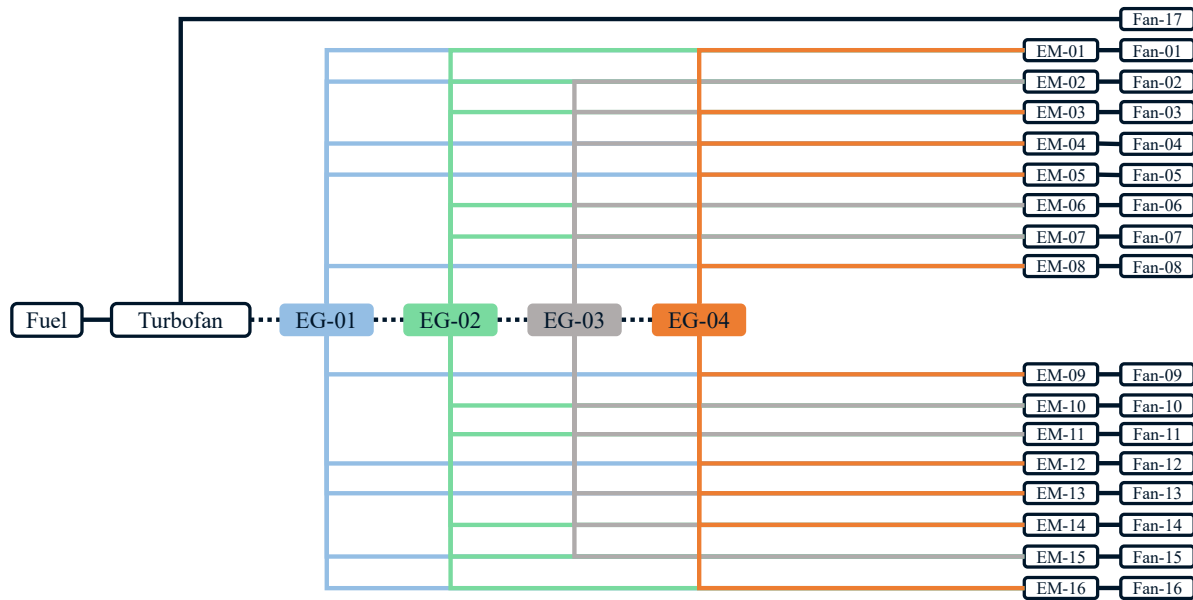 Fan-17
EM-01 Fan-01
EM-02 Fan-02
EM-03 Fan-03
EM-04 Fan-04
EM-05 Fan-05
EM-06 Fan-06
EM-07 Fan-07
EM-08 Fan-08
Fuel Turbofan EG-01 EG-02 EG-03 EG-04
EM-09 Fan-09
EM-10 Fan-10
EM-11 Fan-11
EM-12 Fan-12
EM-13 Fan-13
EM-14 Fan-14
EM-15 Fan-15
EM-16 Fan-16